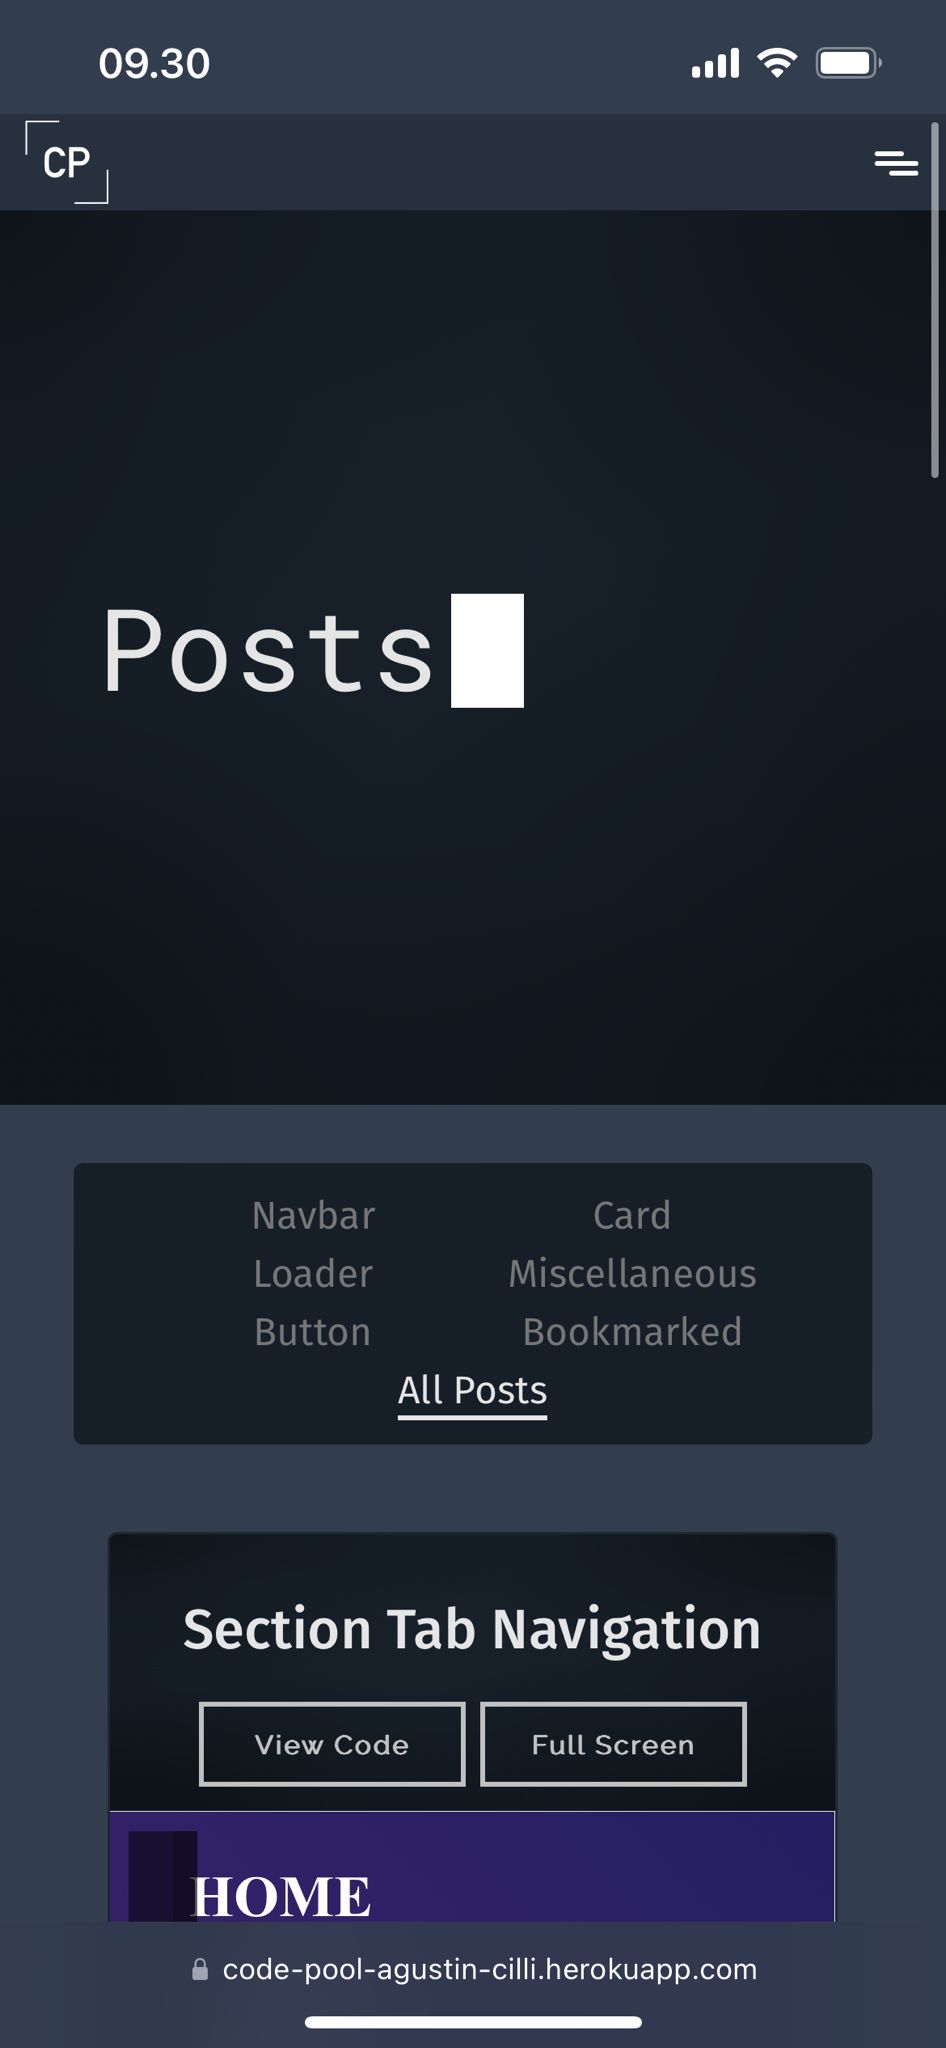 09.30
CP
Posts
Navbar Card
Loader Miscellaneous
Button Bookmarked
All Posts
Section Tab Navigation
View Code Full Screen
HOME
code-pool-agustin-cilli.herokuapp.com